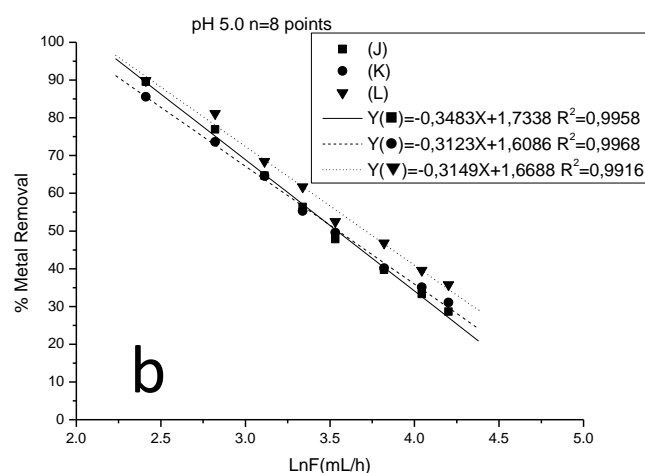 pH 5.0 n=8 points
(J)
(K)
(L)
Y(■)=-0,3483X+1,7338 R²=0,9958
Y(●)=-0,3123X+1,6086 R²=0,9968
Y(▼)=-0,3149X+1,6688 R²=0,9916
100
90
80
70
60
50
40
30
20
10
0
% Metal Removal
b
2.0 2.5 3.0 3.5 4.0 4.5 5.0
LnF(mL/h)